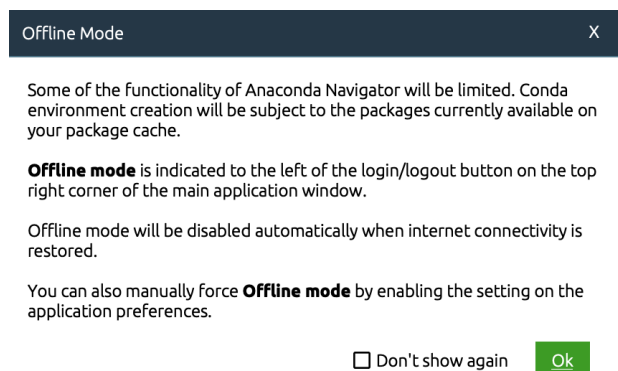 Offline Mode X
Some of the functionality of Anaconda Navigator will be limited. Conda
environment creation will be subject to the packages currently available on
your package cache.
Offline mode is indicated to the left of the login/logout button on the top
right corner of the main application window.
Offline mode will be disabled automatically when internet connectivity is
restored.
You can also manually force Offline mode by enabling the setting on the
application preferences.
Don't show again Ok